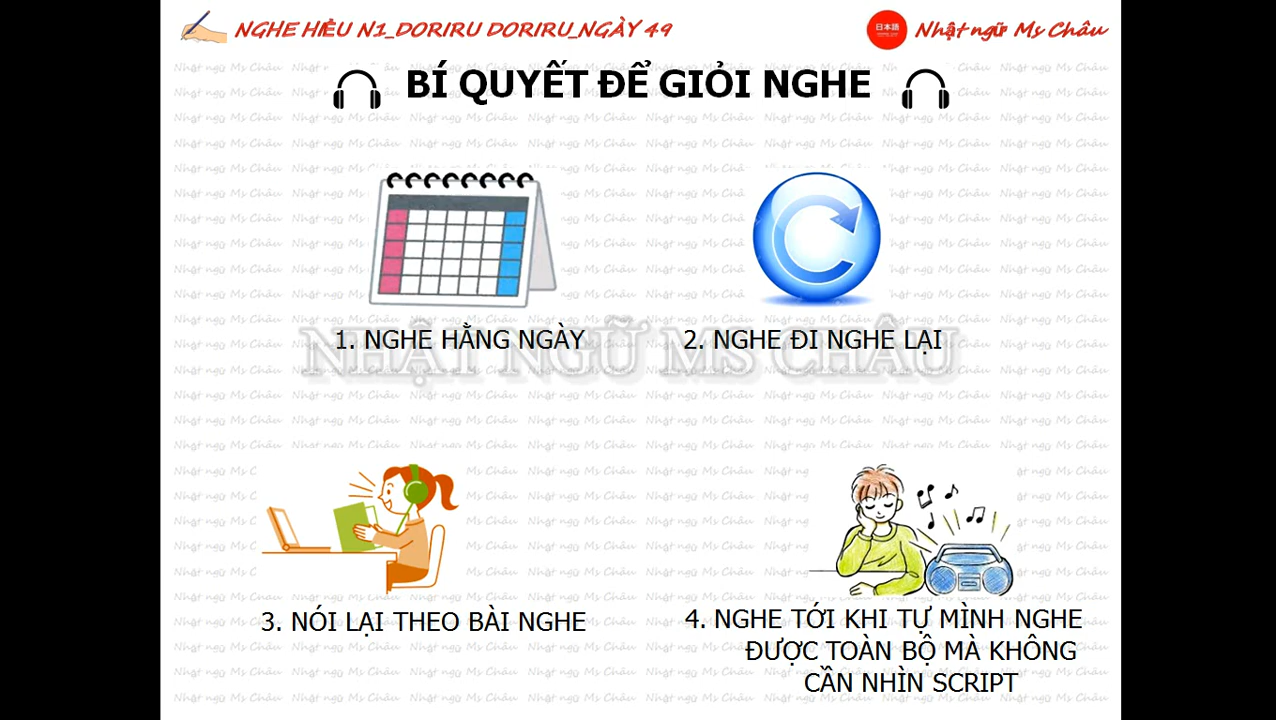 NGHE HIỂU N1_DORIRU DORIRU_NGÀY 49
日本語
Nhật ngữ Ms Châu
BÍ QUYẾT ĐỂ GIỎI NGHE
1. NGHE HẰNG NGÀY
2. NGHE ĐI NGHE LẠI
NHẬT NGỮ MS CHÂU
3. NÓI LẠI THEO BÀI NGHE
4. NGHE TỚI KHI TỰ MÌNH NGHE
ĐƯỢC TOÀN BỘ MÀ KHÔNG
CẦN NHÌN SCRIPT